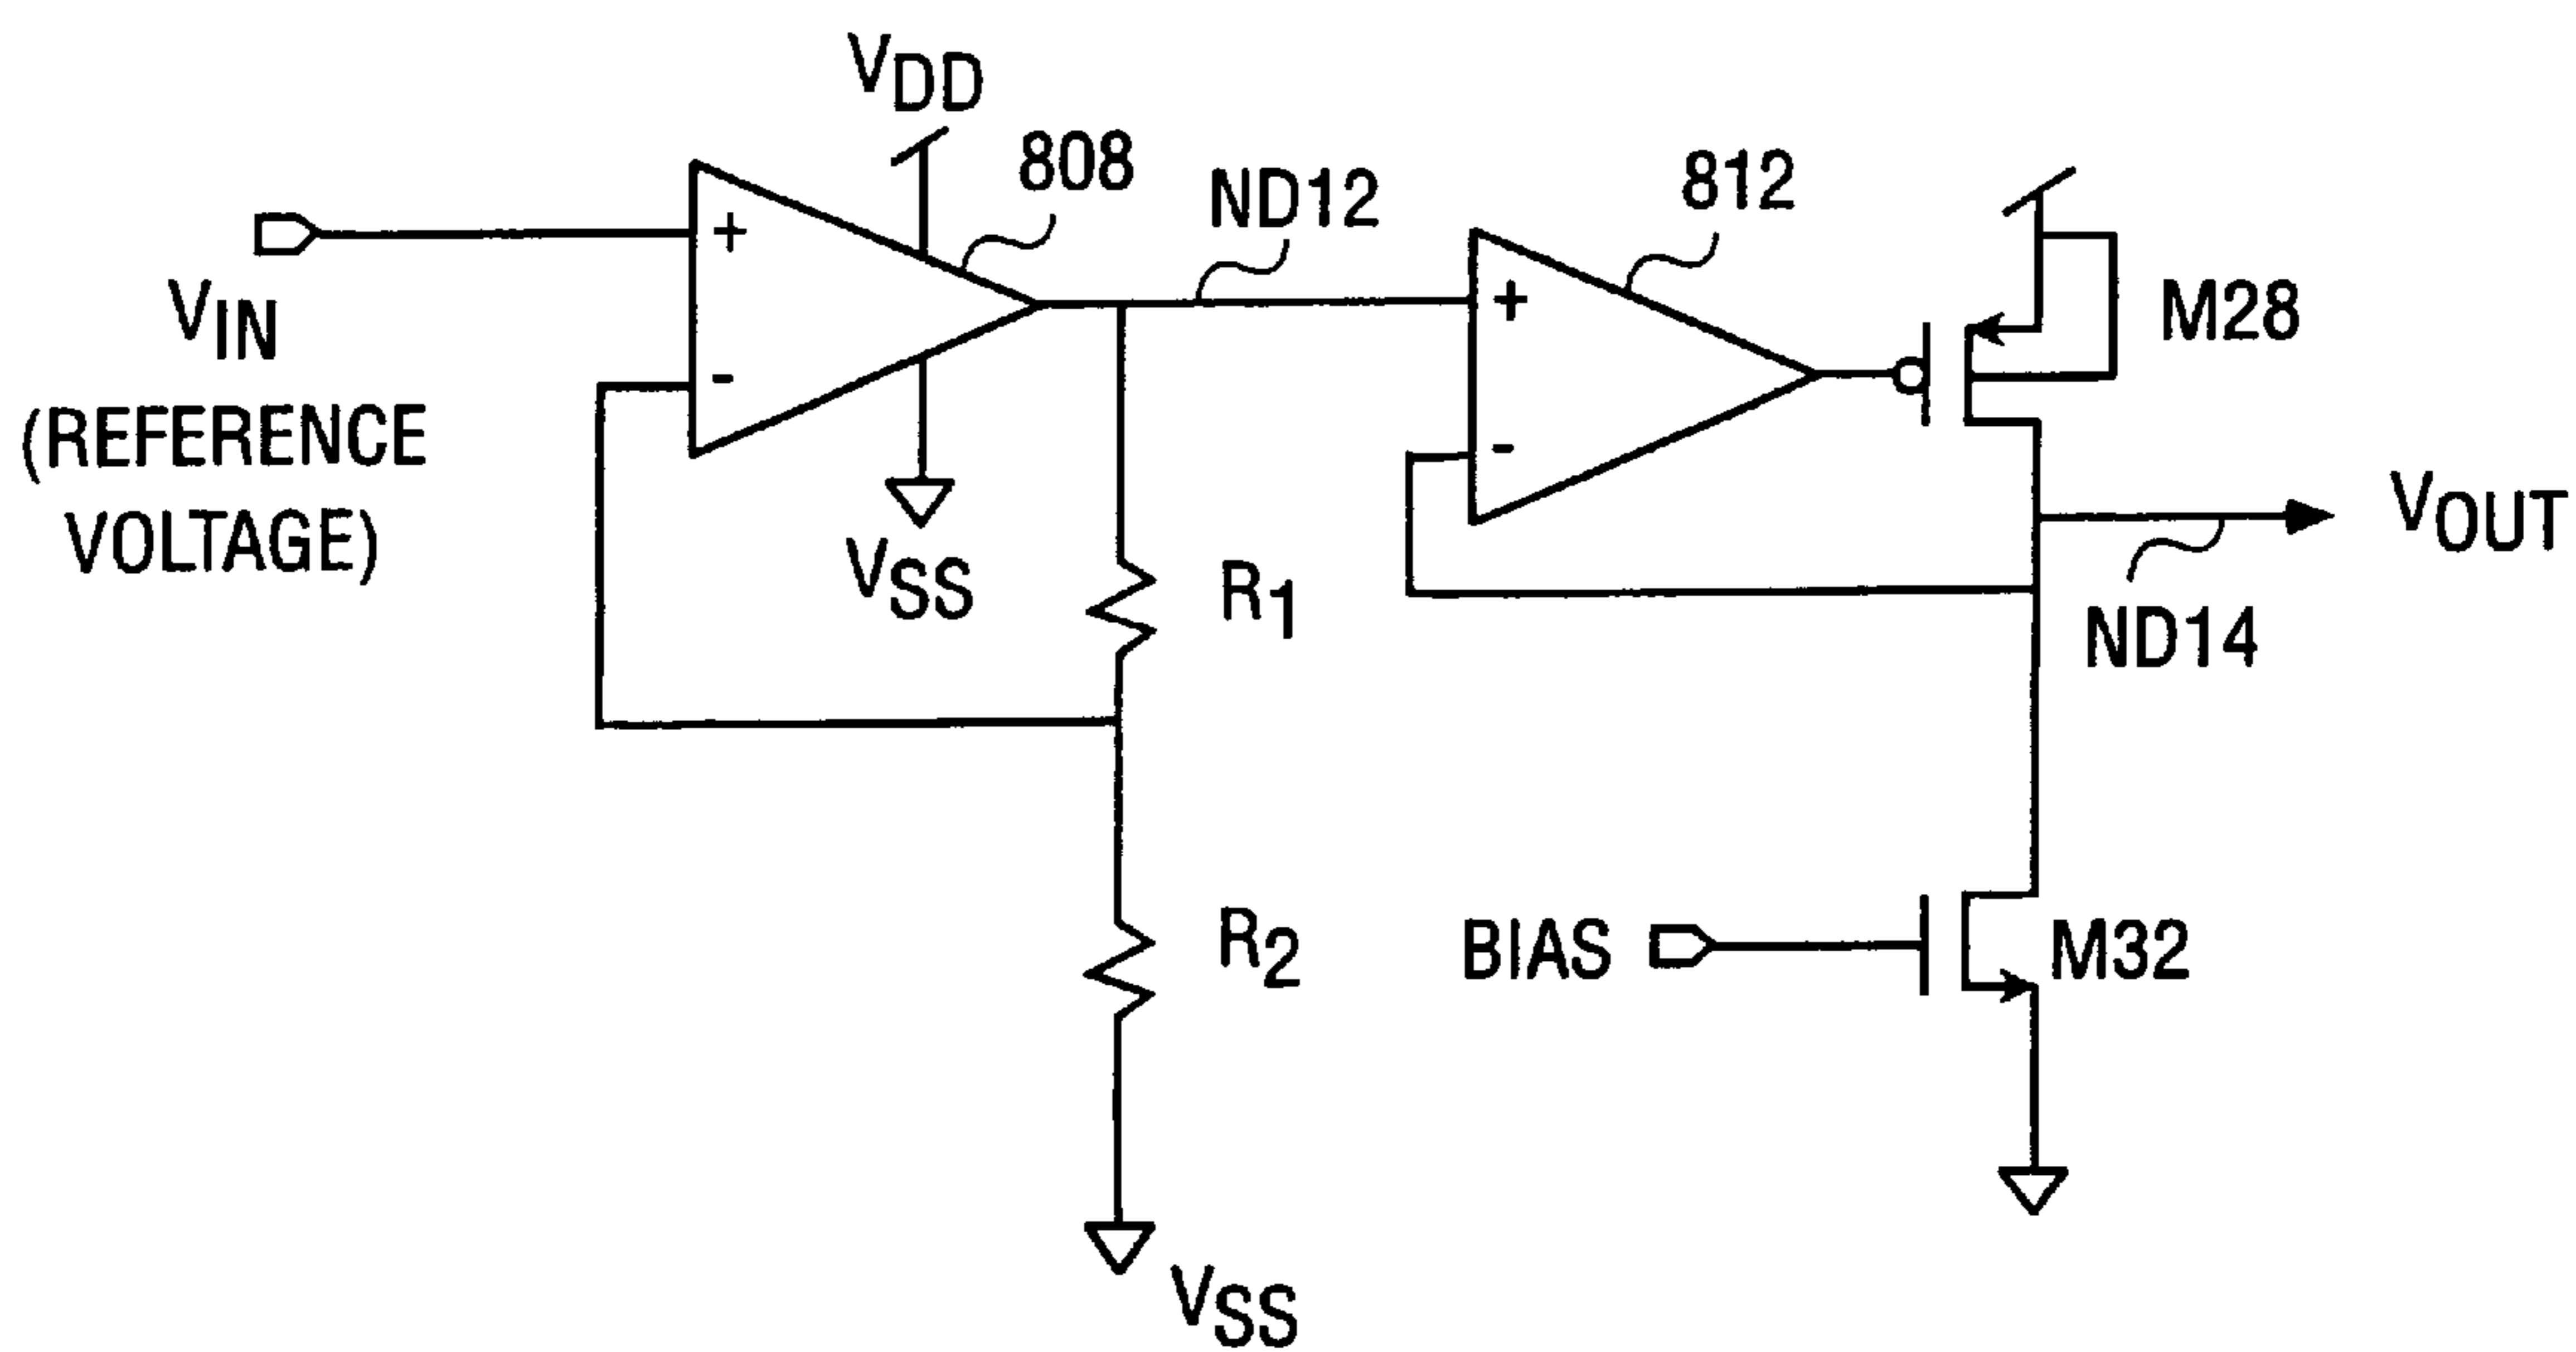 VDD
808
ND12
812
+
+
M28
VIN
(REFERENCE
VOLTAGE)
-
-
VSS
VOUT
R1
ND14
R2
BIAS
M32
VSS